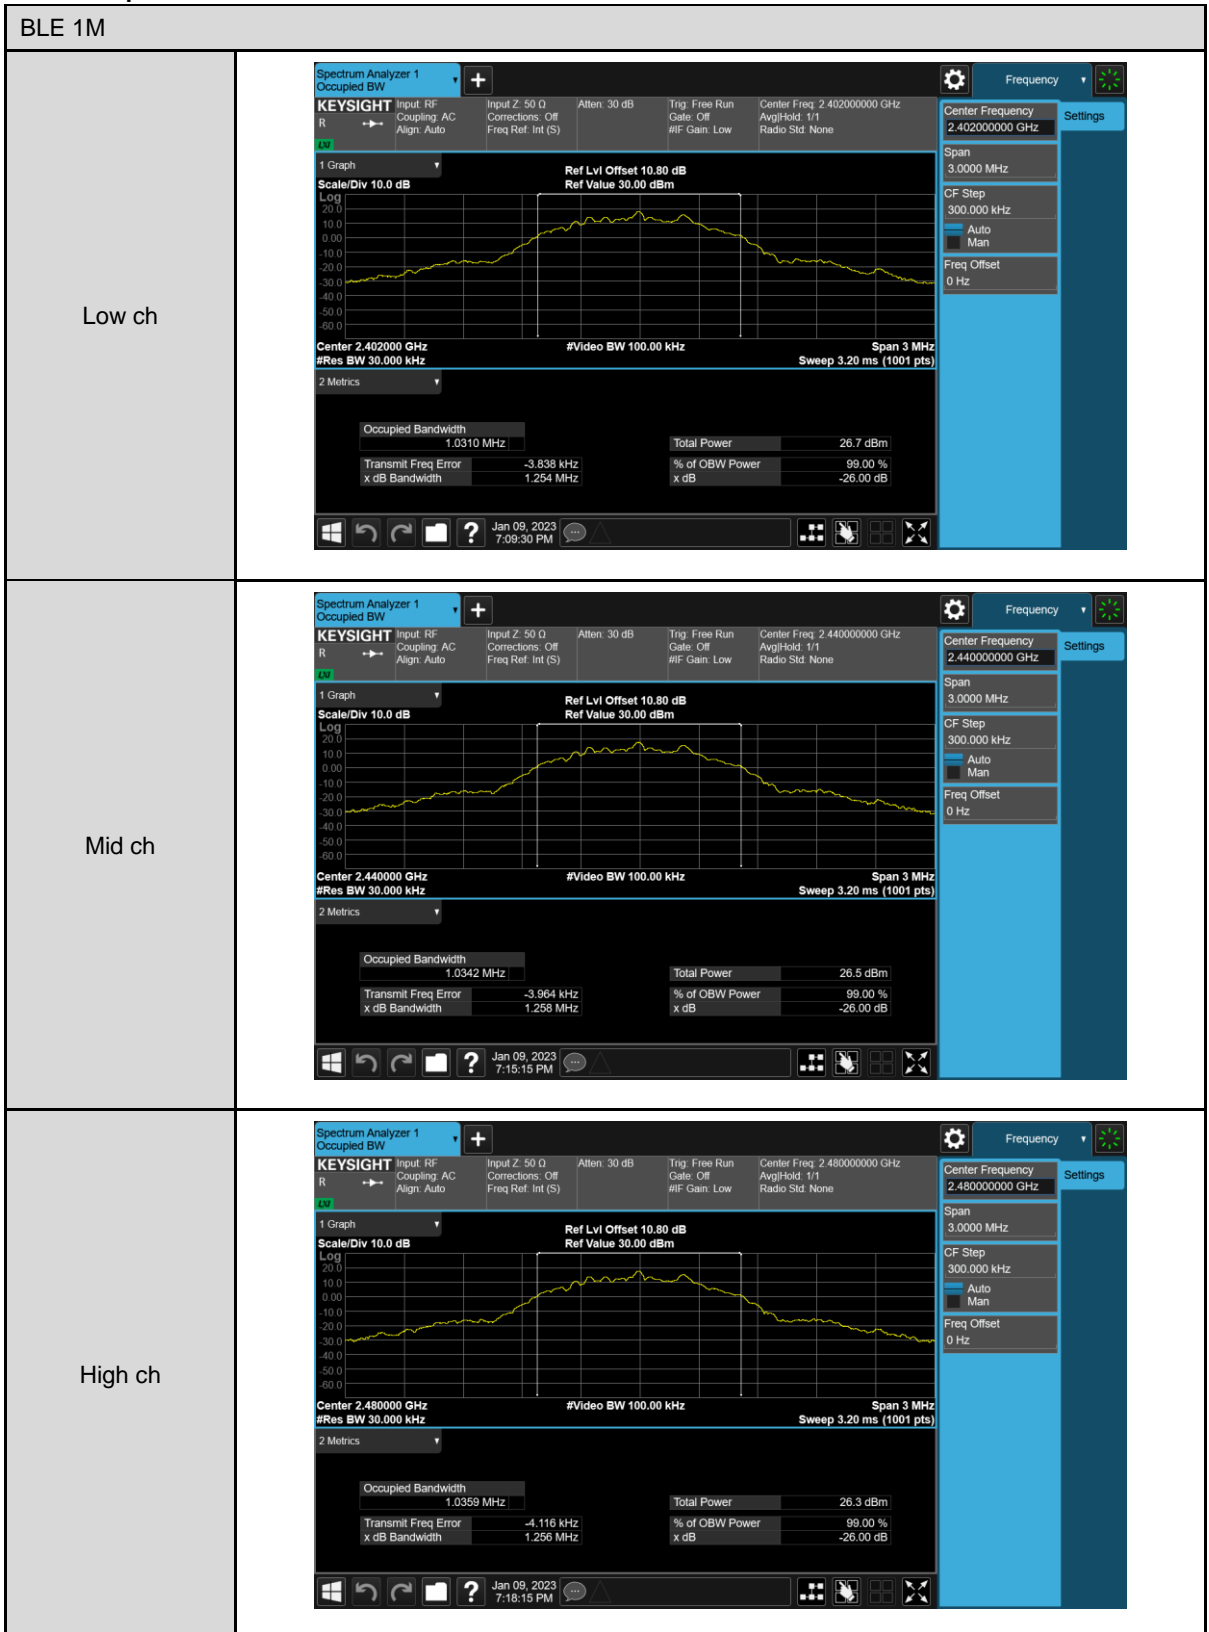 BLE 1M
Low ch
Spectrum Analyzer 1
Occupied BW
Frequency
KEYSIGHT
R
LXI
Input: RF
Coupling: AC
Align: Auto
Input Z: 50 Ω
Corrections: Off
Freq Ref: Int (S)
Atten: 30 dB
Trig: Free Run
Gate: Off
#IF Gain: Low
Center Freq: 2.402000000 GHz
Avg|Hold: 1/1
Radio Std: None
Center Frequency
2.402000000 GHz
Settings
Span
3.0000 MHz
CF Step
300.000 kHz
Auto
Man
Freq Offset
0 Hz
1 Graph
Ref Lvl Offset 10.80 dB
Scale/Div 10.0 dB
Ref Value 30.00 dBm
Log
20.0
10.0
0.00
-10.0
-20.0
-30.0
-40.0
-50.0
-60.0
Center 2.402000 GHz
#Video BW 100.00 kHz
Span 3 MHz
#Res BW 30.000 kHz
Sweep 3.20 ms (1001 pts)
2 Metrics
Occupied Bandwidth
1.0310 MHz
Total Power 26.7 dBm
Transmit Freq Error -3.838 kHz
% of OBW Power 99.00 %
x dB Bandwidth 1.254 MHz
x dB -26.00 dB
?
Jan 09, 2023
7:09:30 PM
Mid ch
Spectrum Analyzer 1
Occupied BW
Frequency
KEYSIGHT
R
LXI
Input: RF
Coupling: AC
Align: Auto
Input Z: 50 Ω
Corrections: Off
Freq Ref: Int (S)
Atten: 30 dB
Trig: Free Run
Gate: Off
#IF Gain: Low
Center Freq: 2.440000000 GHz
Avg|Hold: 1/1
Radio Std: None
Center Frequency
2.440000000 GHz
Settings
Span
3.0000 MHz
CF Step
300.000 kHz
Auto
Man
Freq Offset
0 Hz
1 Graph
Ref Lvl Offset 10.80 dB
Scale/Div 10.0 dB
Ref Value 30.00 dBm
Log
20.0
10.0
0.00
-10.0
-20.0
-30.0
-40.0
-50.0
-60.0
Center 2.440000 GHz
#Video BW 100.00 kHz
Span 3 MHz
#Res BW 30.000 kHz
Sweep 3.20 ms (1001 pts)
2 Metrics
Occupied Bandwidth
1.0342 MHz
Total Power 26.5 dBm
Transmit Freq Error -3.964 kHz
% of OBW Power 99.00 %
x dB Bandwidth 1.258 MHz
x dB -26.00 dB
?
Jan 09, 2023
7:15:15 PM
High ch
Spectrum Analyzer 1
Occupied BW
Frequency
KEYSIGHT
R
LXI
Input: RF
Coupling: AC
Align: Auto
Input Z: 50 Ω
Corrections: Off
Freq Ref: Int (S)
Atten: 30 dB
Trig: Free Run
Gate: Off
#IF Gain: Low
Center Freq: 2.480000000 GHz
Avg|Hold: 1/1
Radio Std: None
Center Frequency
2.480000000 GHz
Settings
Span
3.0000 MHz
CF Step
300.000 kHz
Auto
Man
Freq Offset
0 Hz
1 Graph
Ref Lvl Offset 10.80 dB
Scale/Div 10.0 dB
Ref Value 30.00 dBm
Log
20.0
10.0
0.00
-10.0
-20.0
-30.0
-40.0
-50.0
-60.0
Center 2.480000 GHz
#Video BW 100.00 kHz
Span 3 MHz
#Res BW 30.000 kHz
Sweep 3.20 ms (1001 pts)
2 Metrics
Occupied Bandwidth
1.0359 MHz
Total Power 26.3 dBm
Transmit Freq Error -4.116 kHz
% of OBW Power 99.00 %
x dB Bandwidth 1.256 MHz
x dB -26.00 dB
?
Jan 09, 2023
7:18:15 PM